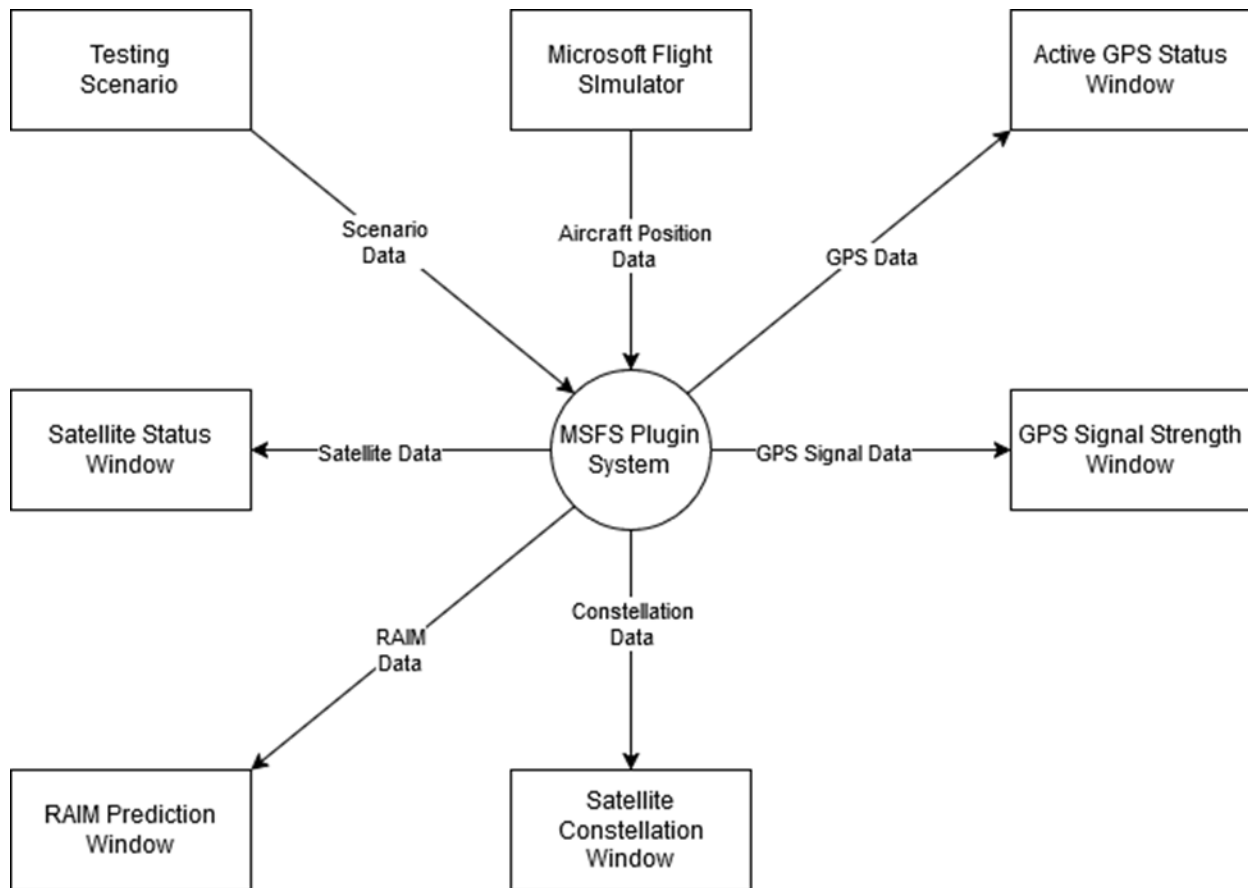 Testing
Scenario
Microsoft Flight
SImulator
Active GPS Status
Window
Scenario
Data
Aircraft Position
Data
GPS Data
Satellite Status
Window
Satellite Data
MSFS Plugin
System
GPS Signal Data
GPS Signal Strength
Window
RAIM
Data
Constellation
Data
RAIM Prediction
Window
Satellite
Constellation
Window